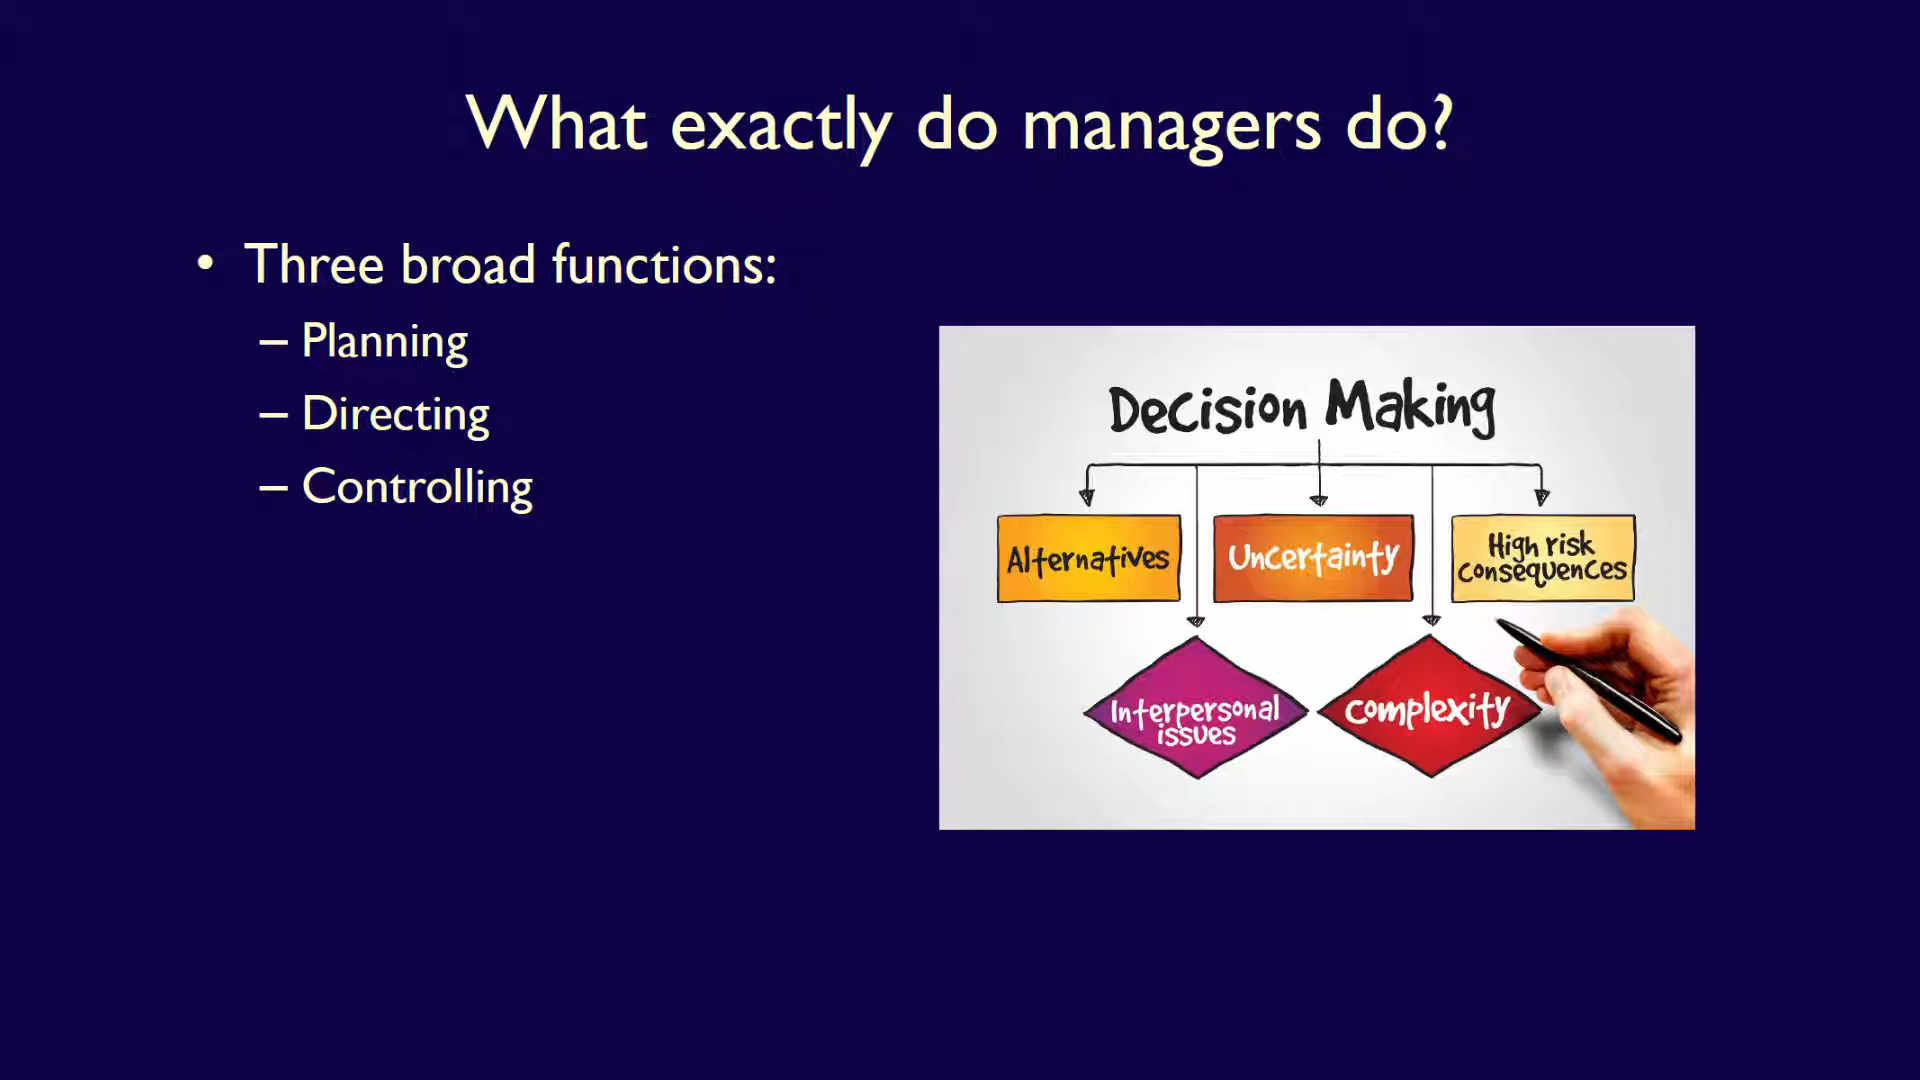 What exactly do managers do?
• Three broad functions:
– Planning
– Directing
– Controlling
Decision Making
Alternatives
Uncertainty
High risk
consequences
Interpersonal
issues
Complexity